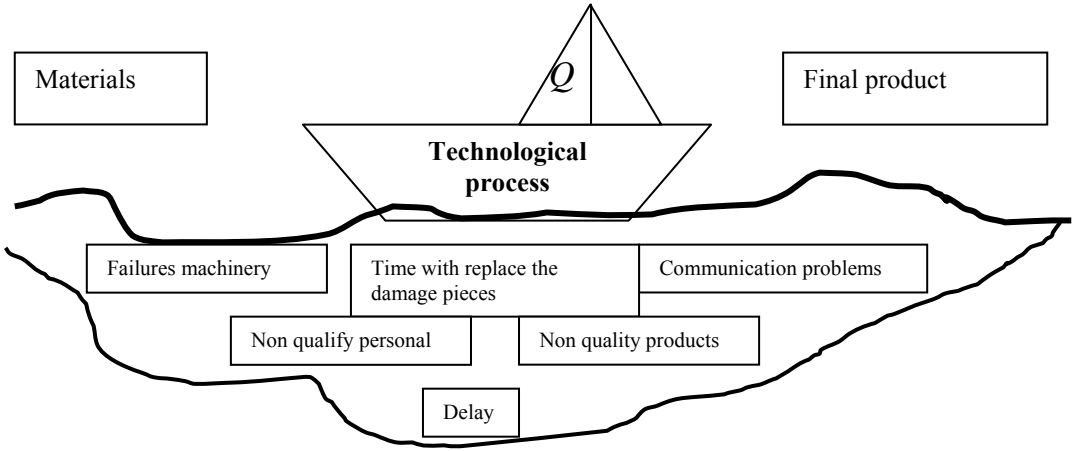 Materials
Q
Final product
Technological
process
Failures machinery
Time with replace the
damage pieces
Communication problems
Non qualify personal
Non quality products
Delay